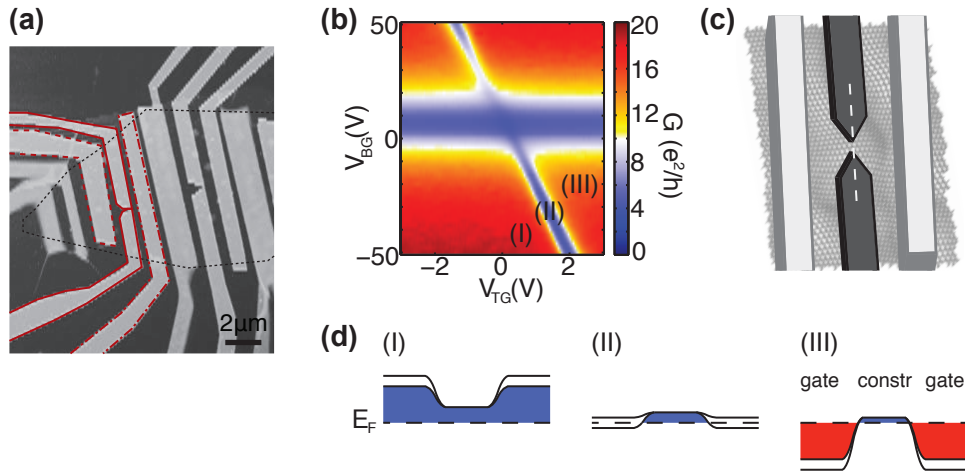 (a)
2μm
(b)
50
0
−50
V_BG(V)
−2
0
2
V_TG(V)
(I)
(II)
(III)
20
16
12
8
4
0
G (e²/h)
(c)
(d)
(I)
(II)
(III)
gate constr gate
E_F